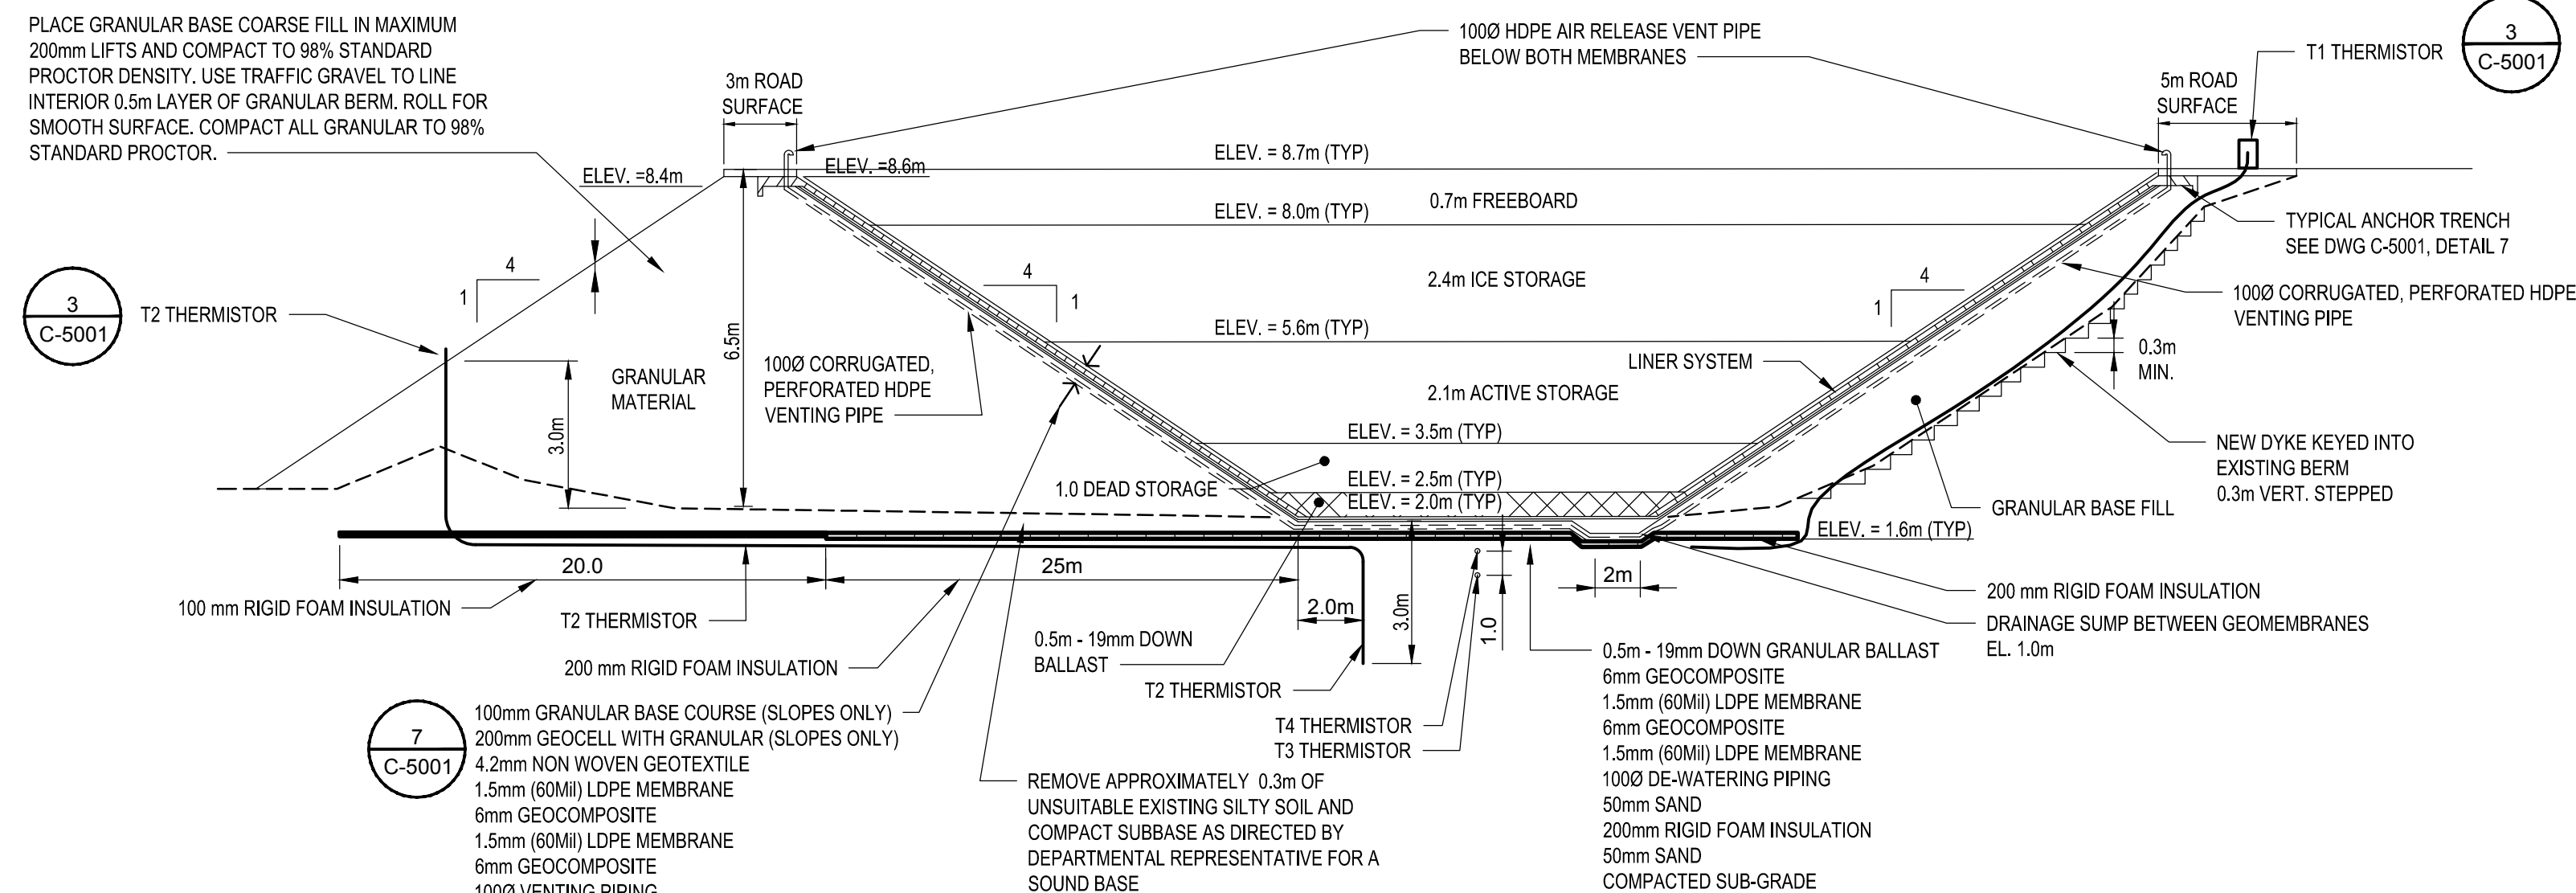 PLACE GRANULAR BASE COARSE FILL IN MAXIMUM
200mm LIFTS AND COMPACT TO 98% STANDARD
PROCTOR DENSITY. USE TRAFFIC GRAVEL TO LINE
INTERIOR 0.5m LAYER OF GRANULAR BERM. ROLL FOR
SMOOTH SURFACE. COMPACT ALL GRANULAR TO 98%
STANDARD PROCTOR.
3m ROAD
SURFACE
100Ø HDPE AIR RELEASE VENT PIPE
BELOW BOTH MEMBRANES
5m ROAD
SURFACE
T1 THERMISTOR
3
C-5001
ELEV. =8.4m
ELEV. =8.6m
ELEV. = 8.7m (TYP)
0.7m FREEBOARD
ELEV. = 8.0m (TYP)
TYPICAL ANCHOR TRENCH
SEE DWG C-5001, DETAIL 7
3
C-5001
T2 THERMISTOR
4
1
4
1
2.4m ICE STORAGE
4
1
100Ø CORRUGATED, PERFORATED HDPE
VENTING PIPE
6.5m
ELEV. = 5.6m (TYP)
0.3m
MIN.
GRANULAR
MATERIAL
100Ø CORRUGATED,
PERFORATED HDPE
VENTING PIPE
LINER SYSTEM
2.1m ACTIVE STORAGE
3.0m
ELEV. = 3.5m (TYP)
NEW DYKE KEYED INTO
EXISTING BERM
0.3m VERT. STEPPED
1.0 DEAD STORAGE
ELEV. = 2.5m (TYP)
ELEV. = 2.0m (TYP)
GRANULAR BASE FILL
ELEV. = 1.6m (TYP)
20.0
25m
2m
100 mm RIGID FOAM INSULATION
T2 THERMISTOR
2.0m
3.0m
1.0
200 mm RIGID FOAM INSULATION
DRAINAGE SUMP BETWEEN GEOMEMBRANES
EL. 1.0m
200 mm RIGID FOAM INSULATION
0.5m - 19mm DOWN
BALLAST
T2 THERMISTOR
T4 THERMISTOR
T3 THERMISTOR
7
C-5001
100mm GRANULAR BASE COURSE (SLOPES ONLY)
200mm GEOCELL WITH GRANULAR (SLOPES ONLY)
4.2mm NON WOVEN GEOTEXTILE
1.5mm (60Mil) LDPE MEMBRANE
6mm GEOCOMPOSITE
1.5mm (60Mil) LDPE MEMBRANE
6mm GEOCOMPOSITE
100Ø VENTING PIPING
REMOVE APPROXIMATELY 0.3m OF
UNSUITABLE EXISTING SILTY SOIL AND
COMPACT SUBBASE AS DIRECTED BY
DEPARTMENTAL REPRESENTATIVE FOR A
SOUND BASE
0.5m - 19mm DOWN GRANULAR BALLAST
6mm GEOCOMPOSITE
1.5mm (60Mil) LDPE MEMBRANE
6mm GEOCOMPOSITE
1.5mm (60Mil) LDPE MEMBRANE
100Ø DE-WATERING PIPING
50mm SAND
200mm RIGID FOAM INSULATION
50mm SAND
COMPACTED SUB-GRADE